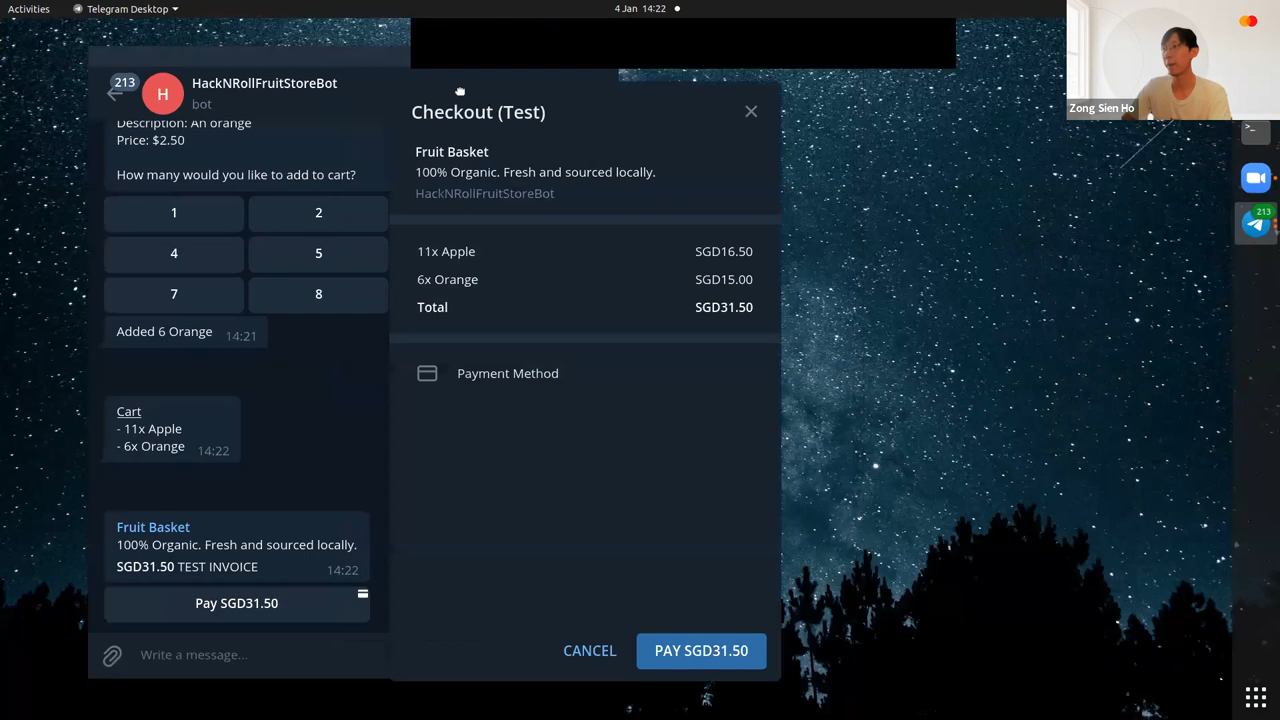 Activities
Telegram Desktop
4 Jan 14:22
Zong Sien Ho
213
H
HackNRollFruitStoreBot
bot
Description: An orange
Price: $2.50
How many would you like to add to cart?
1
2
4
5
7
8
Added 6 Orange
14:21
Cart
- 11x Apple
- 6x Orange
14:22
Fruit Basket
100% Organic. Fresh and sourced locally.
SGD31.50 TEST INVOICE
14:22
Pay SGD31.50
Write a message...
Checkout (Test)
Fruit Basket
100% Organic. Fresh and sourced locally.
HackNRollFruitStoreBot
11x Apple SGD16.50
6x Orange SGD15.00
Total SGD31.50
Payment Method
CANCEL
PAY SGD31.50
213